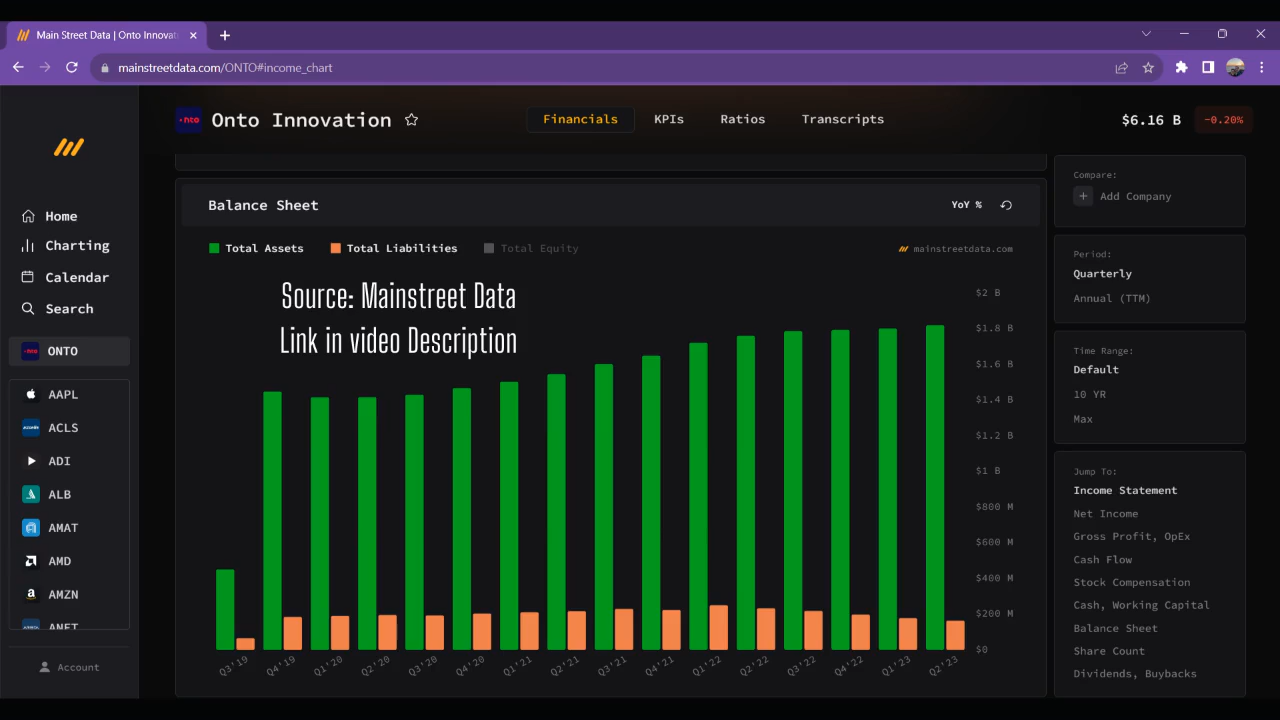 Main Street Data | Onto Innovat
mainstreetdata.com/ONTO#income_chart
onto
Onto Innovation
Financials
KPIs
Ratios
Transcripts
$6.16 B
-0.20%
Home
Charting
Calendar
Search
ONTO
AAPL
ACLS
ADI
ALB
AMAT
AMD
AMZN
ANET
Account
Balance Sheet
YoY %
Total Assets
Total Liabilities
Total Equity
mainstreetdata.com
Source: Mainstreet Data
Link in video Description
$2 B
$1.8 B
$1.6 B
$1.4 B
$1.2 B
$1 B
$800 M
$600 M
$400 M
$200 M
$0
Q3'19
Q4'19
Q1'20
Q2'20
Q3'20
Q4'20
Q1'21
Q2'21
Q3'21
Q4'21
Q1'22
Q2'22
Q3'22
Q4'22
Q1'23
Q2'23
Compare:
Add Company
Period:
Quarterly
Annual (TTM)
Time Range:
Default
10 YR
Max
Jump To:
Income Statement
Net Income
Gross Profit, OpEx
Cash Flow
Stock Compensation
Cash, Working Capital
Balance Sheet
Share Count
Dividends, Buybacks